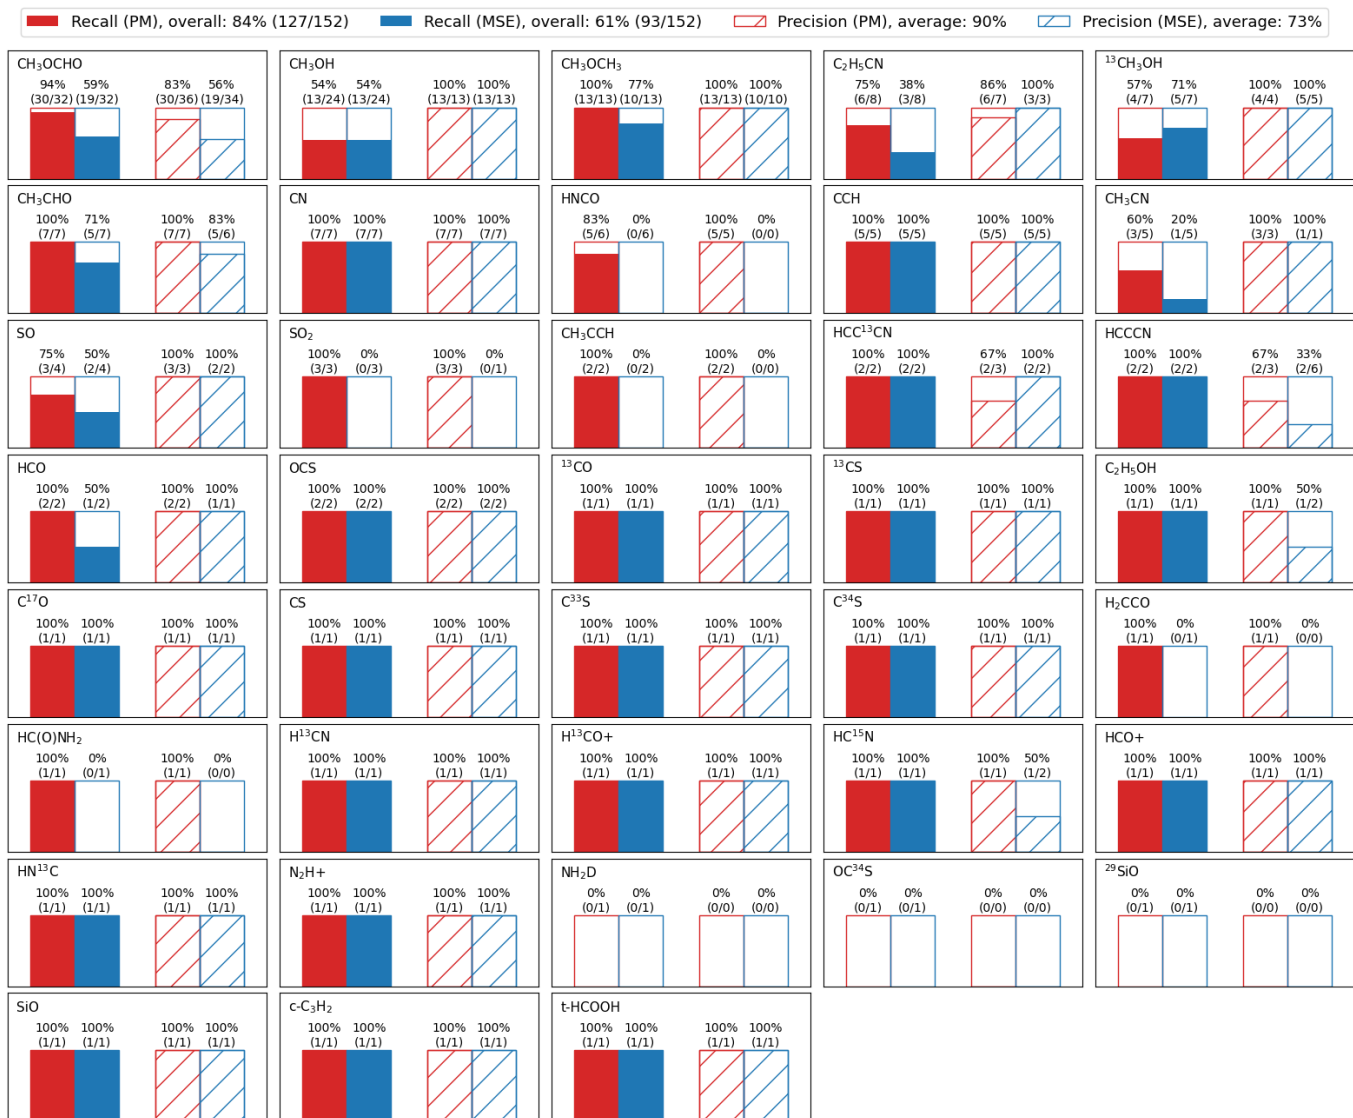 Recall (PM), overall: 84% (127/152) Recall (MSE), overall: 61% (93/152) Precision (PM), average: 90% Precision (MSE), average: 73%
CH₃OCHO
94% 59% 83% 56%
(30/32) (19/32) (30/36) (19/34)
CH₃OH
54% 54% 100% 100%
(13/24) (13/24) (13/13) (13/13)
CH₃OCH₃
100% 77% 100% 100%
(13/13) (10/13) (13/13) (10/10)
C₂H₅CN
75% 38% 86% 100%
(6/8) (3/8) (6/7) (3/3)
¹³CH₃OH
57% 71% 100% 100%
(4/7) (5/7) (4/4) (5/5)
CH₃CHO
100% 71% 100% 83%
(7/7) (5/7) (7/7) (5/6)
CN
100% 100% 100% 100%
(7/7) (7/7) (7/7) (7/7)
HNCO
83% 0% 100% 0%
(5/6) (0/6) (5/5) (0/0)
CCH
100% 100% 100% 100%
(5/5) (5/5) (5/5) (5/5)
CH₃CN
60% 20% 100% 100%
(3/5) (1/5) (3/3) (1/1)
SO
75% 50% 100% 100%
(3/4) (2/4) (3/3) (2/2)
SO₂
100% 0% 100% 0%
(3/3) (0/3) (3/3) (0/1)
CH₃CCH
100% 0% 100% 0%
(2/2) (0/2) (2/2) (0/0)
HCC¹³CN
100% 100% 67% 100%
(2/2) (2/2) (2/3) (2/2)
HCCCN
100% 100% 67% 33%
(2/2) (2/2) (2/3) (2/6)
HCO
100% 50% 100% 100%
(2/2) (1/2) (2/2) (1/1)
OCS
100% 100% 100% 100%
(2/2) (2/2) (2/2) (2/2)
¹³CO
100% 100% 100% 100%
(1/1) (1/1) (1/1) (1/1)
¹³CS
100% 100% 100% 100%
(1/1) (1/1) (1/1) (1/1)
C₂H₅OH
100% 100% 100% 50%
(1/1) (1/1) (1/1) (1/2)
C¹⁷O
100% 100% 100% 100%
(1/1) (1/1) (1/1) (1/1)
CS
100% 100% 100% 100%
(1/1) (1/1) (1/1) (1/1)
C³³S
100% 100% 100% 100%
(1/1) (1/1) (1/1) (1/1)
C³⁴S
100% 100% 100% 100%
(1/1) (1/1) (1/1) (1/1)
H₂CCO
100% 0% 100% 0%
(1/1) (0/1) (1/1) (0/0)
HC(O)NH₂
100% 0% 100% 0%
(1/1) (0/1) (1/1) (0/0)
H¹³CN
100% 100% 100% 100%
(1/1) (1/1) (1/1) (1/1)
H¹³CO+
100% 100% 100% 100%
(1/1) (1/1) (1/1) (1/1)
HC¹⁵N
100% 100% 100% 50%
(1/1) (1/1) (1/1) (1/2)
HCO+
100% 100% 100% 100%
(1/1) (1/1) (1/1) (1/1)
HN¹³C
100% 100% 100% 100%
(1/1) (1/1) (1/1) (1/1)
N₂H+
100% 100% 100% 100%
(1/1) (1/1) (1/1) (1/1)
NH₂D
0% 0% 0% 0%
(0/1) (0/1) (0/0) (0/0)
OC³⁴S
0% 0% 0% 0%
(0/1) (0/1) (0/0) (0/0)
²⁹SiO
0% 0% 0% 0%
(0/1) (0/1) (0/0) (0/0)
SiO
100% 100% 100% 100%
(1/1) (1/1) (1/1) (1/1)
c-C₃H₂
100% 100% 100% 100%
(1/1) (1/1) (1/1) (1/1)
t-HCOOH
100% 100% 100% 100%
(1/1) (1/1) (1/1) (1/1)